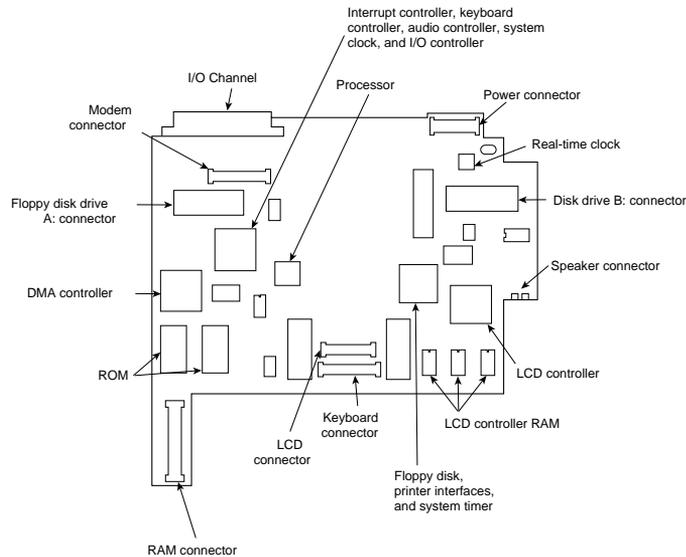 Interrupt controller, keyboard
controller, audio controller, system
clock, and I/O controller
I/O Channel
Processor
Modem
connector
Power connector
Real-time clock
Floppy disk drive
A: connector
Disk drive B: connector
Speaker connector
DMA controller
ROM
LCD controller
Keyboard
connector
LCD controller RAM
LCD
connector
Floppy disk,
printer interfaces,
and system timer
RAM connector